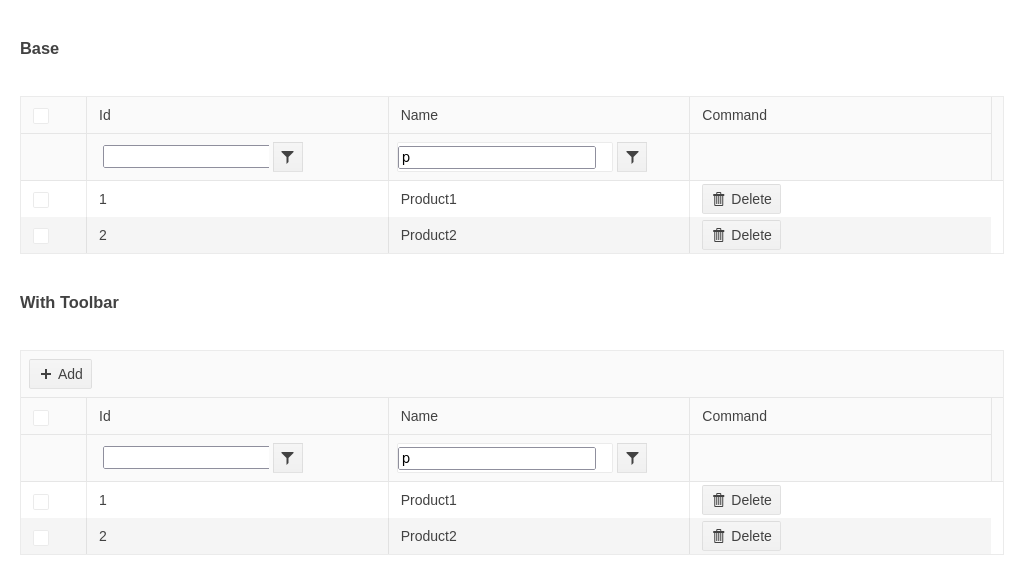 Base
Id Name Command
p
1 Product1 Delete
2 Product2 Delete
With Toolbar
Add
Id Name Command
p
1 Product1 Delete
2 Product2 Delete